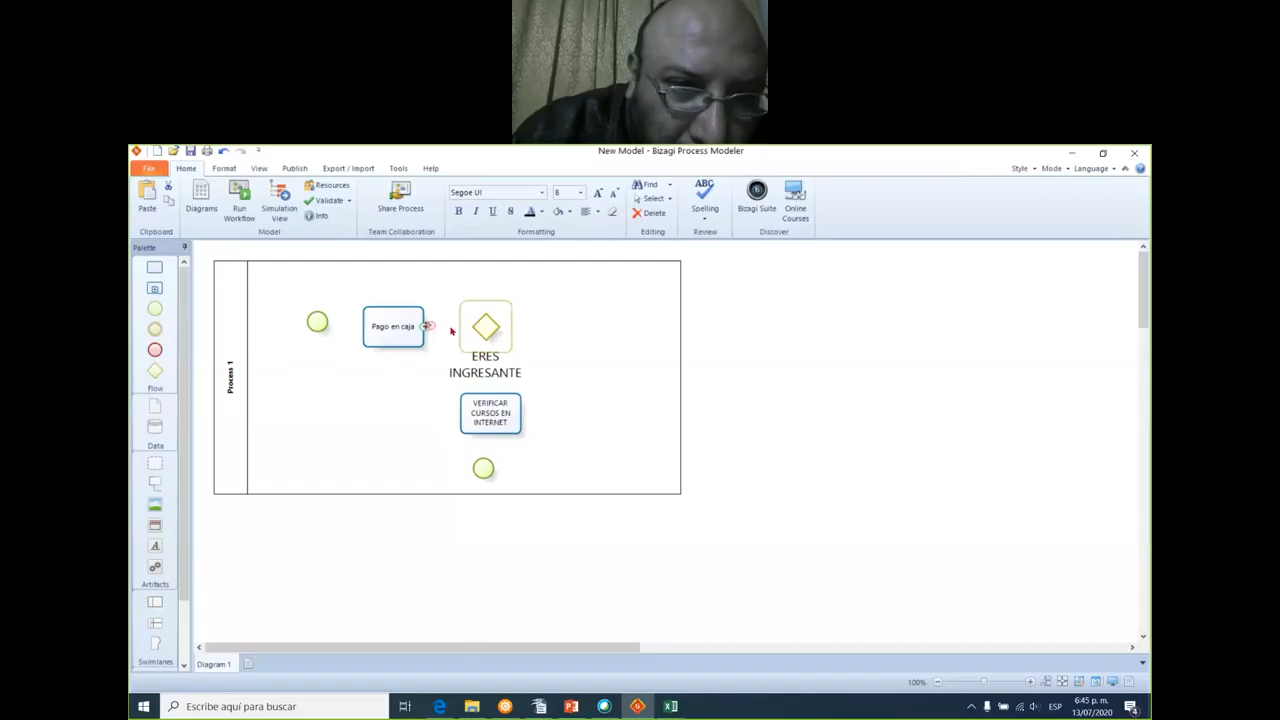 New Model - Bizagi Process Modeler
File Home Format View Publish Export / Import Tools Help Style Mode Language
Paste
Diagrams
Run Workflow
Simulation View
Resources
Validate
Info
Share Process
Segoe UI 8
B I U S A
Find
Select
Delete
ABC
Spelling
Bizagi Suite
Online Courses
Clipboard Model Team Collaboration Formatting Editing Review Discover
Palette
Flow
Data
A
Artifacts
Swimlanes
Process 1
Pago en caja
ERES
INGRESANTE
VERIFICAR
CURSOS EN
INTERNET
Diagram 1
100%
Escribe aquí para buscar
ESP
6:45 p. m.
13/07/2020
4